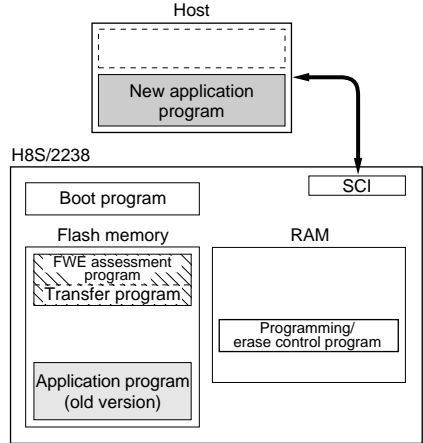 Host
New application
program
H8S/2238
SCI
Boot program
Flash memory
RAM
FWE assessment
program
Transfer program
Programming/
erase control program
Application program
(old version)